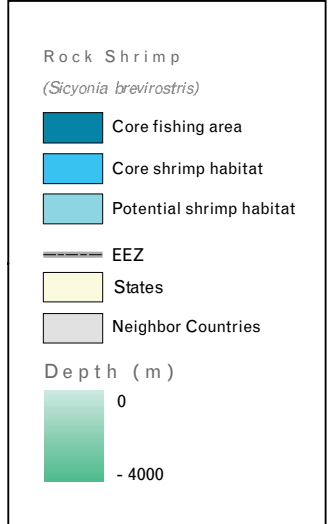 Rock Shrimp
(Sicyonia brevirostris)
Core fishing area
Core shrimp habitat
Potential shrimp habitat
EEZ
States
Neighbor Countries
Depth (m)
0
- 4000